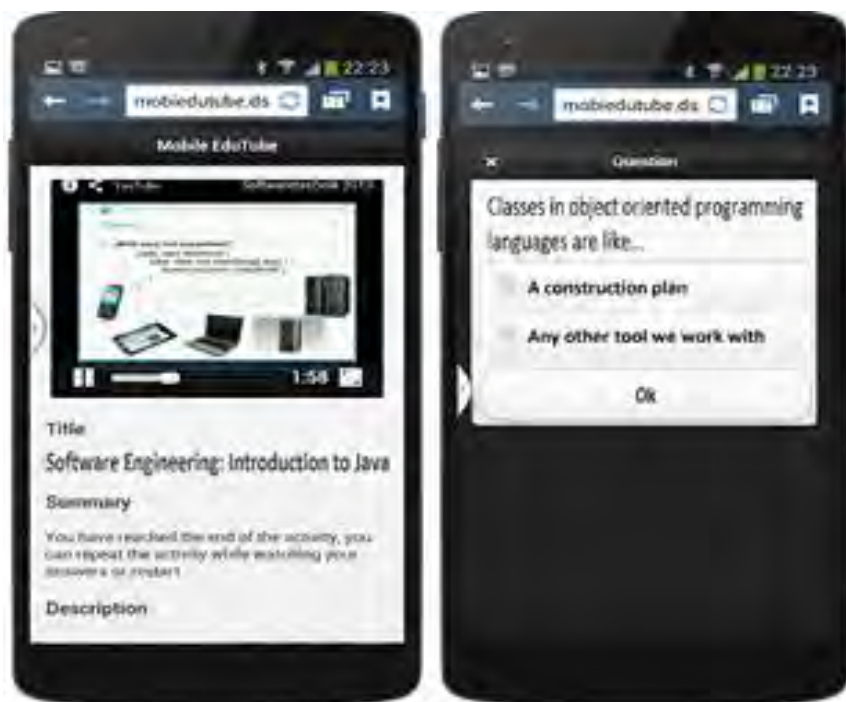 22:23
mobiedutube.ds
Mobile EduTube
YouTube
1:58
Title
Software Engineering: Introduction to Java
Summary
You have reached the end of the activity, you
can repeat the activity while watching your
answers or restart
Description
22:23
mobiedutube.ds
Question
Classes in object oriented programming
languages are like...
A construction plan
Any other tool we work with
Ok